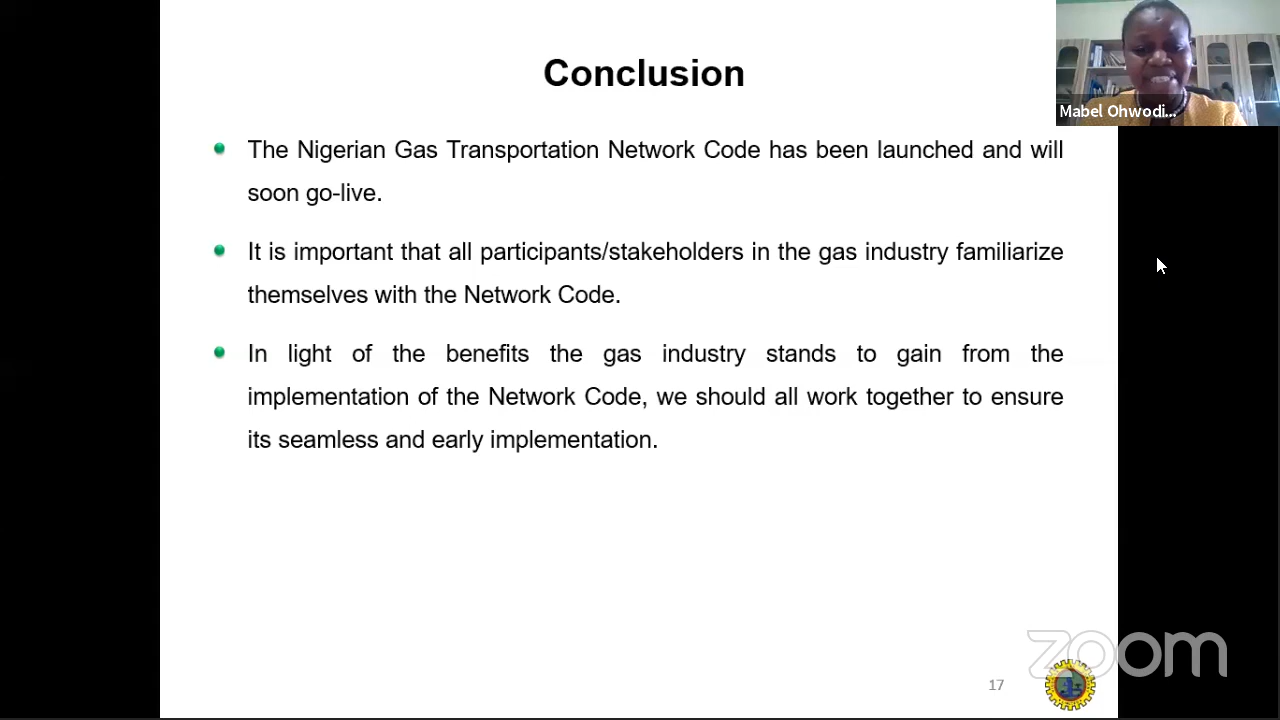 Conclusion
Mabel Ohwodi...
The Nigerian Gas Transportation Network Code has been launched and will
soon go-live.
It is important that all participants/stakeholders in the gas industry familiarize
themselves with the Network Code.
In light of the benefits the gas industry stands to gain from the
implementation of the Network Code, we should all work together to ensure
its seamless and early implementation.
zoom
17